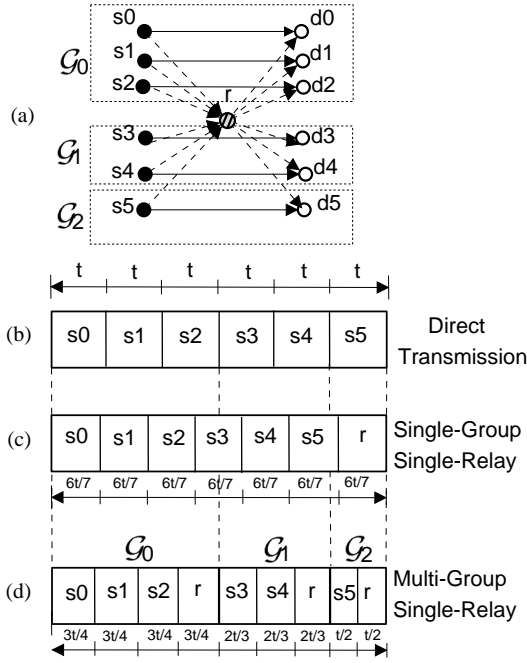 s0 d0
s1 d1
s2 d2
𝒢0
r
(a)
s3 d3
𝒢1
s4 d4
s5 d5
𝒢2
t t t t t t
(b) s0 s1 s2 s3 s4 s5 Direct
Transmission
(c) s0 s1 s2 s3 s4 s5 r Single-Group
Single-Relay
6t/7 6t/7 6t/7 6t/7 6t/7 6t/7 6t/7
𝒢0 𝒢1 𝒢2
(d) s0 s1 s2 r s3 s4 r s5 r Multi-Group
Single-Relay
3t/4 3t/4 3t/4 3t/4 2t/3 2t/3 2t/3 t/2 t/2